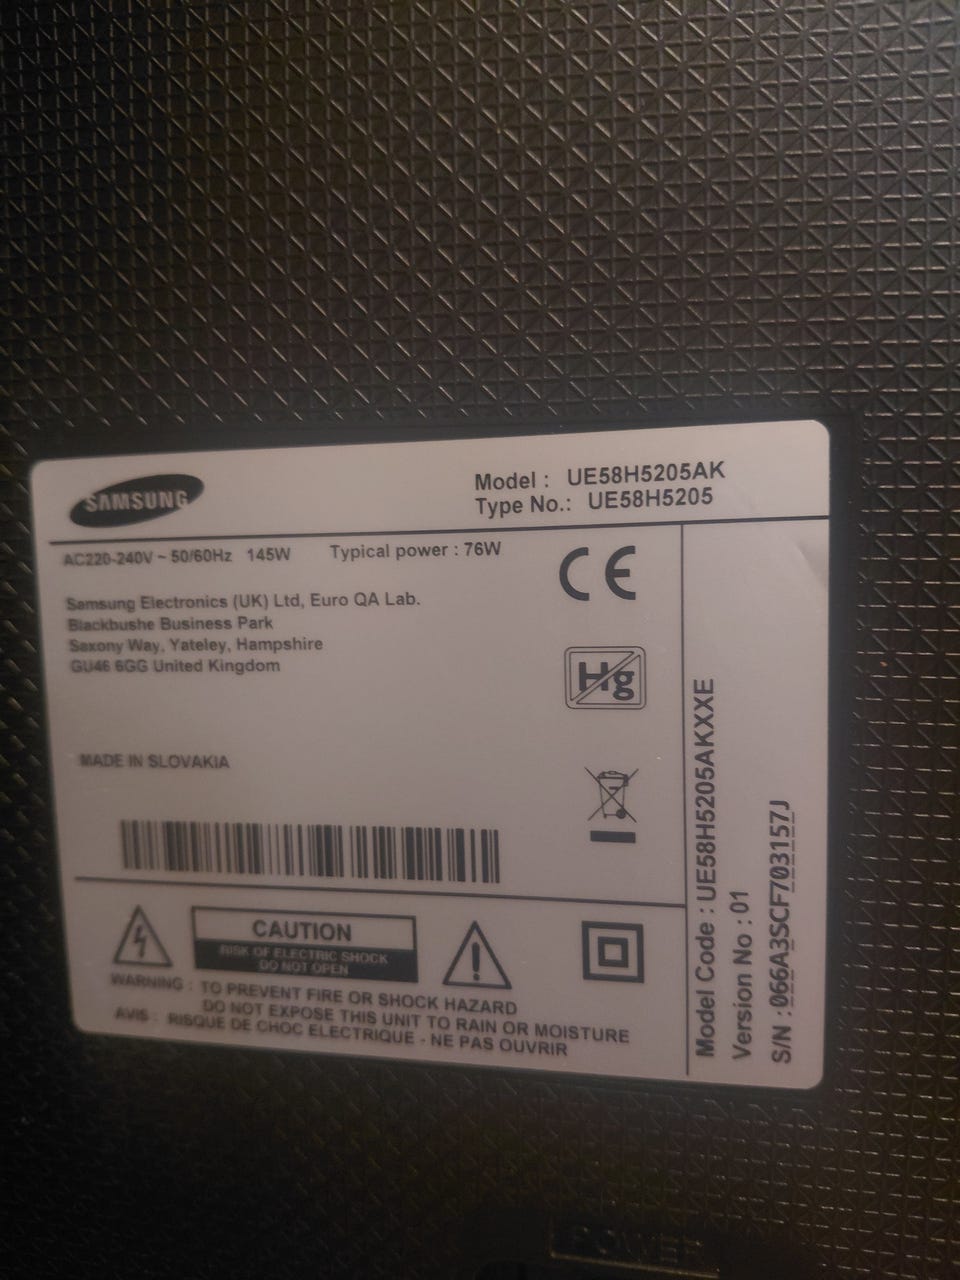 SAMSUNG
Model : UE58H5205AK
Type No.: UE58H5205
AC220-240V ~ 50/60Hz 145W Typical power : 76W
Samsung Electronics (UK) Ltd, Euro QA Lab.
Blackbushe Business Park
Saxony Way, Yateley, Hampshire
GU46 6GG United Kingdom
CE
Hg
MADE IN SLOVAKIA
CAUTION
RISK OF ELECTRIC SHOCK
DO NOT OPEN
WARNING : TO PREVENT FIRE OR SHOCK HAZARD
DO NOT EXPOSE THIS UNIT TO RAIN OR MOISTURE
AVIS : RISQUE DE CHOC ELECTRIQUE - NE PAS OUVRIR
Model Code : UE58H5205AKXXE
Version No : 01
S/N : 066A3SCF703157J
POWER